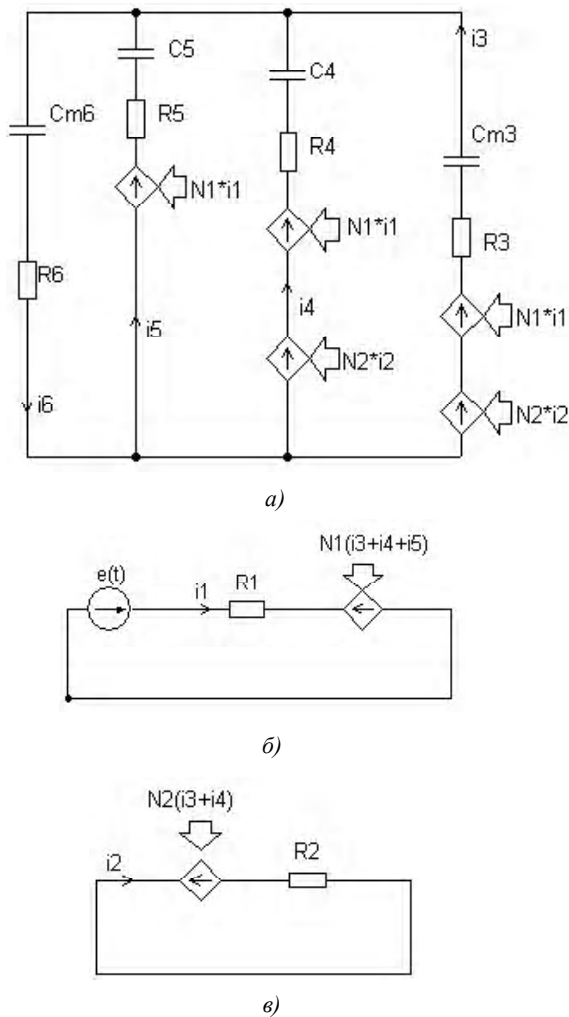 i3
C5
C4
Cm6
R5
R4
Cm3
N1*i1
N1*i1
R3
R6
i5
i4
N1*i1
N2*i2
i6
N2*i2
а)
N1(i3+i4+i5)
e(t)
i1
R1
б)
N2(i3+i4)
i2
R2
в)